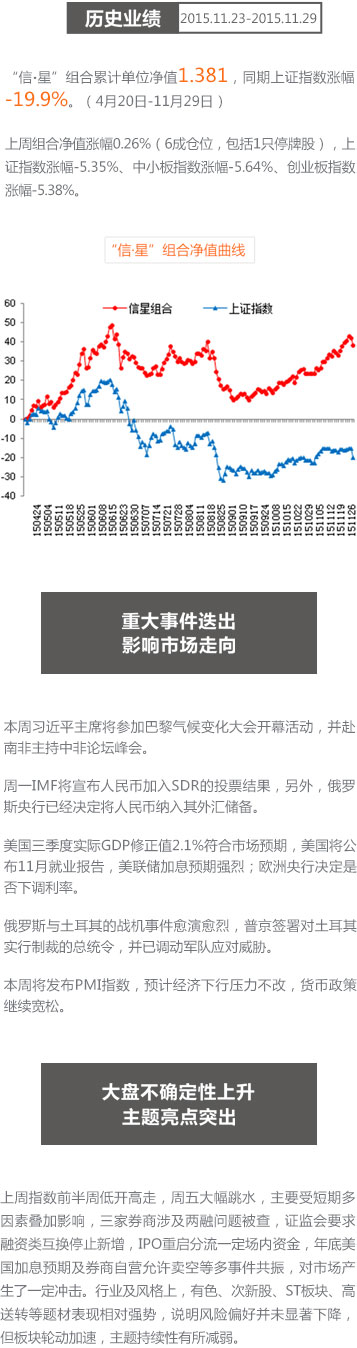 历史业绩 2015.11.23-2015.11.29
“信·星”组合累计单位净值1.381，同期上证指数涨幅
-19.9%。（4月20日-11月29日）
上周组合净值涨幅0.26%（6成仓位，包括1只停牌股），上
证指数涨幅-5.35%、中小板指数涨幅-5.64%、创业板指数
涨幅-5.38%。
“信·星”组合净值曲线
信星组合 上证指数
60
50
40
30
20
10
0
-10
-20
-30
-40
150424 150504 150511 150518 150525 150601 150608 150615 150623 150630 150707 150714 150721 150728 150804 150811 150818 150825 150901 150910 150917 150924 151008 151015 151022 151029 151105 151112 151119 151126
重大事件迭出
影响市场走向
本周习近平主席将参加巴黎气候变化大会开幕活动，并赴
南非主持中非论坛峰会。
周一IMF将宣布人民币加入SDR的投票结果，另外，俄罗
斯央行已经决定将人民币纳入其外汇储备。
美国三季度实际GDP修正值2.1%符合市场预期，美国将公
布11月就业报告，美联储加息预期强烈；欧洲央行决定是
否下调利率。
俄罗斯与土耳其的战机事件愈演愈烈，普京签署对土耳其
实行制裁的总统令，并已调动军队应对威胁。
本周将发布PMI指数，预计经济下行压力不改，货币政策
继续宽松。
大盘不确定性上升
主题亮点突出
上周指数前半周低开高走，周五大幅跳水，主要受短期多
因素叠加影响，三家券商涉及两融问题被查，证监会要求
融资类互换停止新增，IPO重启分流一定场内资金，年底美
国加息预期及券商自营允许卖空等多事件共振，对市场产
生了一定冲击。行业及风格上，有色、次新股、ST板块、高
送转等题材表现相对强势，说明风险偏好并未显著下降，
但板块轮动加速，主题持续性有所减弱。